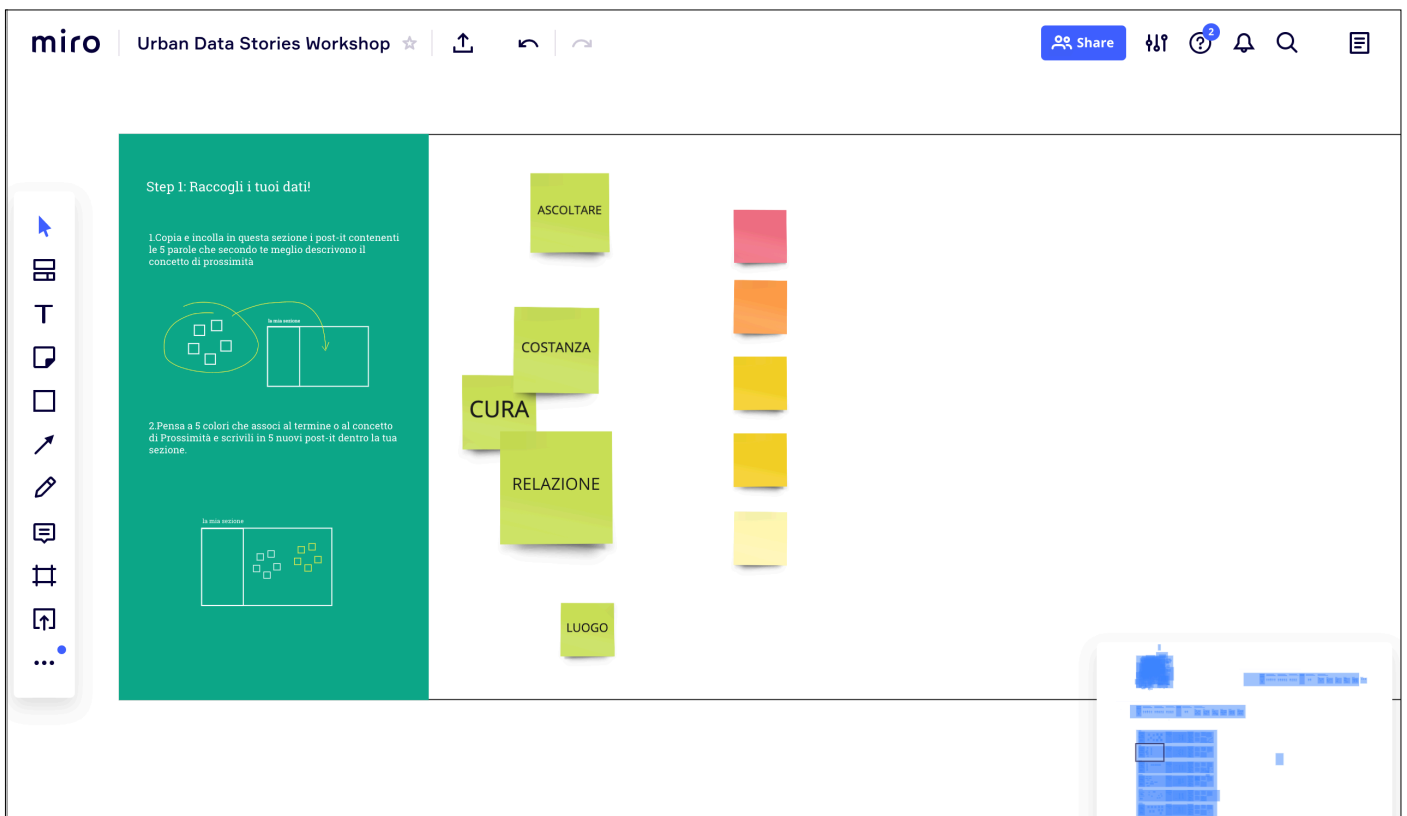 miro
Urban Data Stories Workshop
Share
2
Step 1: Raccogli i tuoi dati!
1.Copia e incolla in questa sezione i post-it contenenti
le 5 parole che secondo te meglio descrivono il
concetto di prossimità
la mia sezione
2.Pensa a 5 colori che associ al termine o al concetto
di Prossimità e scrivili in 5 nuovi post-it dentro la tua
sezione.
la mia sezione
ASCOLTARE
COSTANZA
CURA
RELAZIONE
LUOGO